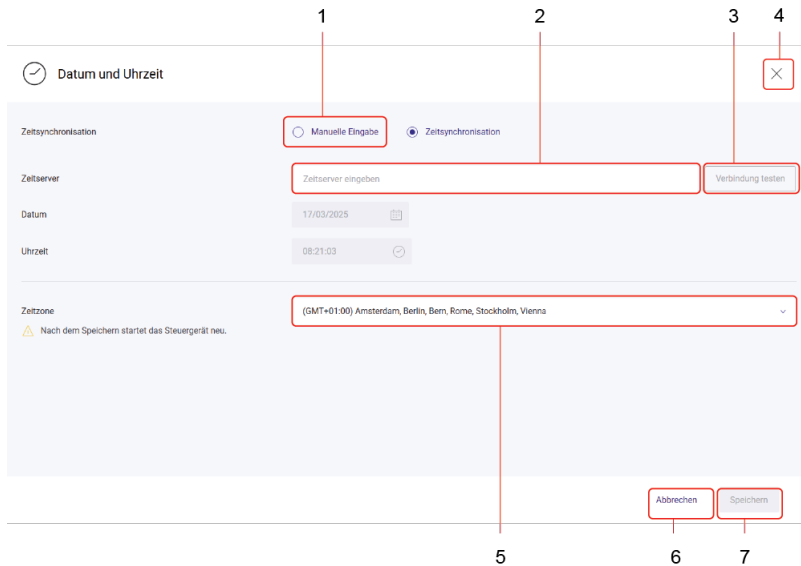 1 2 3 4
Datum und Uhrzeit
Zeitsynchronisation Manuelle Eingabe Zeitsynchronisation
Zeitserver Zeitserver eingeben Verbindung testen
Datum 17/03/2025
Uhrzeit 08:21:03
Zeitzone (GMT+01:00) Amsterdam, Berlin, Bern, Rome, Stockholm, Vienna
Nach dem Speichern startet das Steuergerät neu.
Abbrechen Speichern
5 6 7